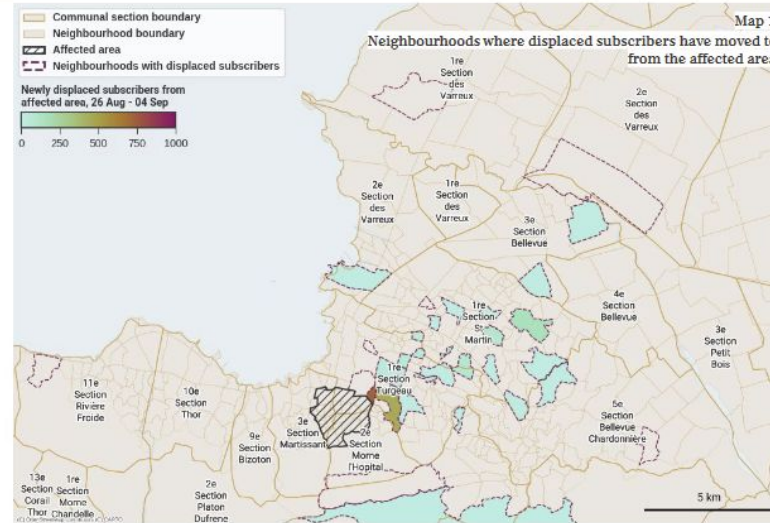 Communal section boundary
Neighbourhood boundary
Affected area
Neighbourhoods with displaced subscribers
Newly displaced subscribers from
affected area, 26 Aug - 04 Sep
0 250 500 750 1000
Map
Neighbourhoods where displaced subscribers have moved
from the affected
1re
Section
des
Varreux
2e
Section
des
Varreux
2e
Section
des
Varreux
1re
Section
des
Varreux
3e
Section
Bellevue
4e
Section
Bellevue
1re
Section
St
Martin
3e
Section
Petit
Bois
1re
Section
Turgeau
11e
Section
Rivière
Froide
10e
Section
Thor
3e
Section
Martissant
2e
Section
Morne
l'Hopital
9e
Section
Bizoton
5e
Section
Bellevue
Chardonnière
13e
Section
Corail
Thor
1re
Section
Morne
Chandelle
2e
Section
Platon
Dufrene
5 km